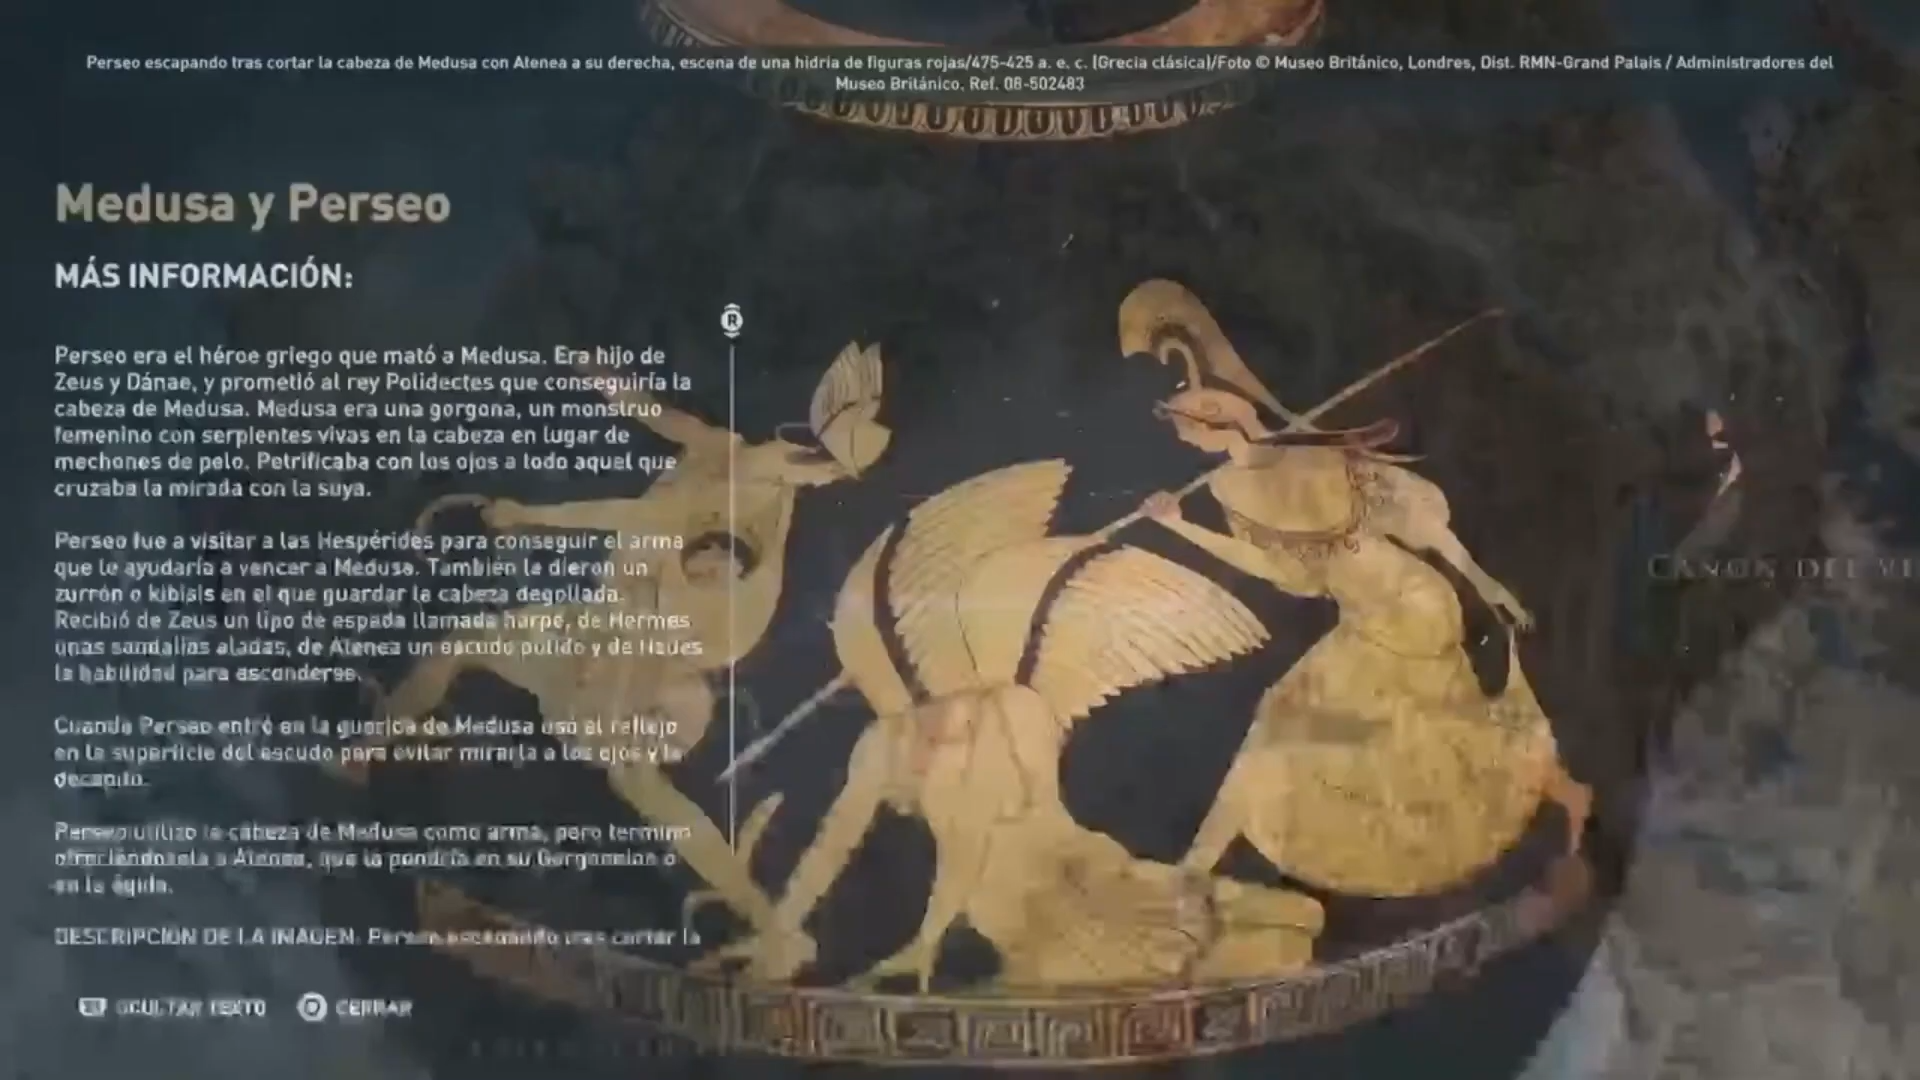 Perseo escapando tras cortar la cabeza de Medusa con Atenea a su derecha, escena de una hidria de figuras rojas/475-425 a. e. c. (Grecia clásica)/Foto © Museo Británico, Londres, Dist. RMN-Grand Palais / Administradores del
Museo Británico. Ref. 08-502483
Medusa y Perseo
MÁS INFORMACIÓN:
R
Perseo era el héroe griego que mató a Medusa. Era hijo de
Zeus y Dánae, y prometió al rey Polidectes que conseguiría la
cabeza de Medusa. Medusa era una gorgona, un monstruo
femenino con serpientes vivas en la cabeza en lugar de
mechones de pelo. Petrificaba con los ojos a todo aquel que
cruzaba la mirada con la suya.
Perseo fue a visitar a las Hespérides para conseguir el arma
que le ayudaría a vencer a Medusa. También le dieron un
zurrón o kibisis en el que guardar la cabeza degollada.
Recibió de Zeus un tipo de espada llamada harpe, de Hermes
unas sandalias aladas, de Atenea un escudo pulido y de Hades
la habilidad para esconderse.
Cuando Perseo entró en la guarida de Medusa usó el reflejo
en la superficie del escudo para evitar mirarla a los ojos y la
decapitó.
Perseo utilizó la cabeza de Medusa como arma, pero terminó
ofreciéndosela a Atenea, que la pondría en su Gorgoneion o
en la égida.
DESCRIPCIÓN DE LA IMAGEN: Perseo escapando tras cortar la
OCULTAR TEXTO
CERRAR